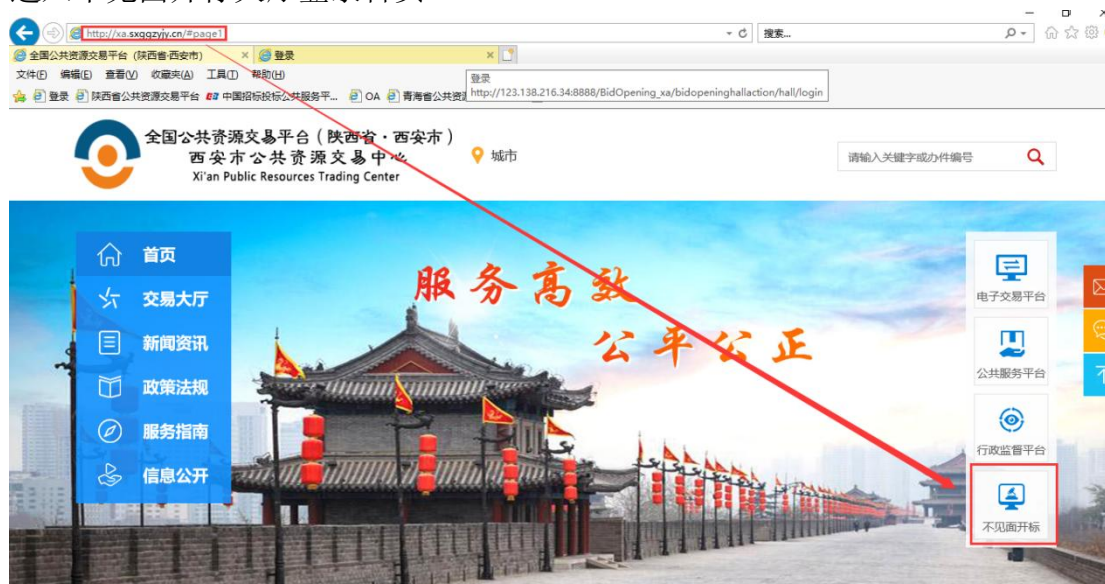 http://xa.sxggzyjy.cn/#page1
搜索...
全国公共资源交易平台 (陕西省·西安市)
登录
文件(F) 编辑(E) 查看(V) 收藏夹(A) 工具(T) 帮助(H)
登录
http://123.138.216.34:8888/BidOpening_xa/bidopeninghallaction/hall/login
登录 陕西省公共资源交易平台 中国招标投标公共服务平... OA 青海省公共资
全国公共资源交易平台（陕西省·西安市）
西安市公共资源交易中心
Xi'an Public Resources Trading Center
城市
请输入关键字或办件编号
首页
交易大厅
新闻资讯
政策法规
服务指南
信息公开
服务高效
公平公正
电子交易平台
公共服务平台
行政监督平台
不见面开标